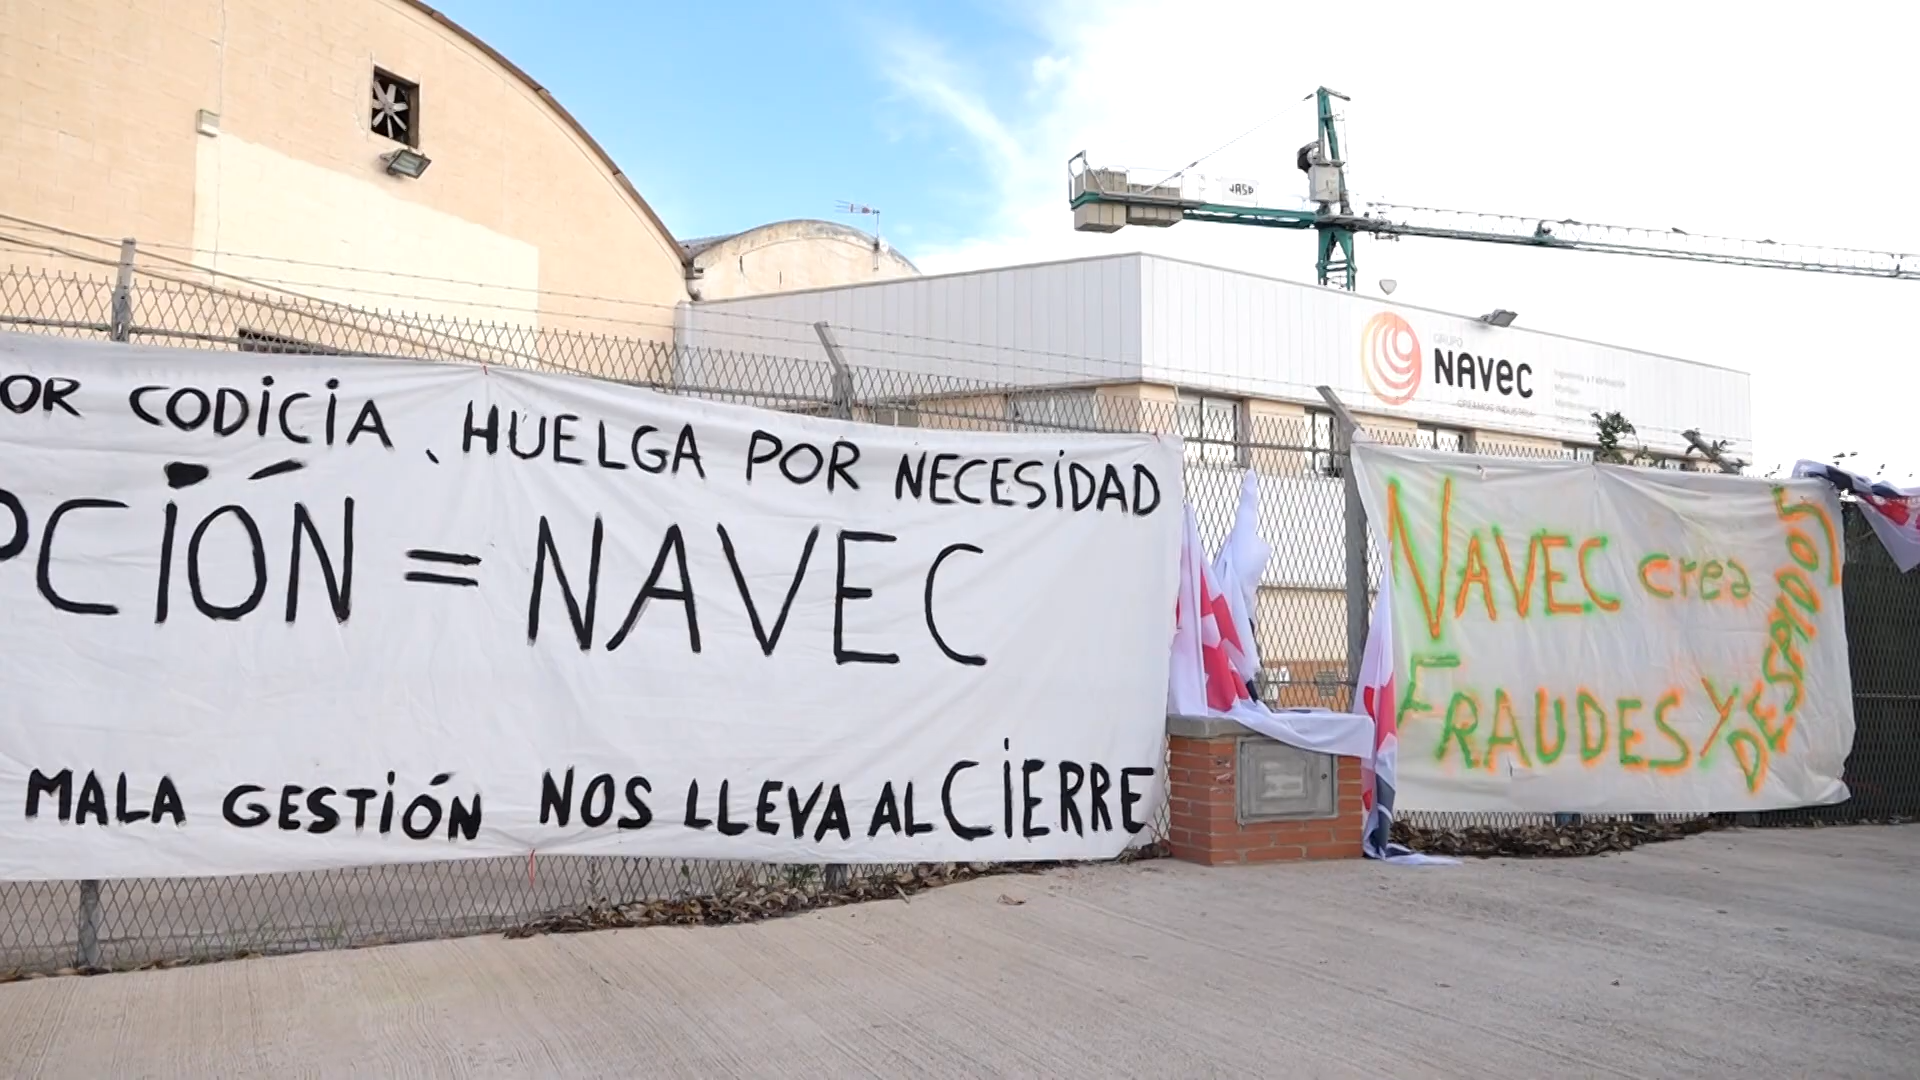 JASO
GRUPO
NAVEC
CREAMOS INDUSTRIA
OR CODICIA, HUELGA POR NECESIDAD
PCIÓN = NAVEC
MALA GESTIÓN NOS LLEVA AL CIERRE
NAVEC crea
FRAUDES Y DESPIDOS